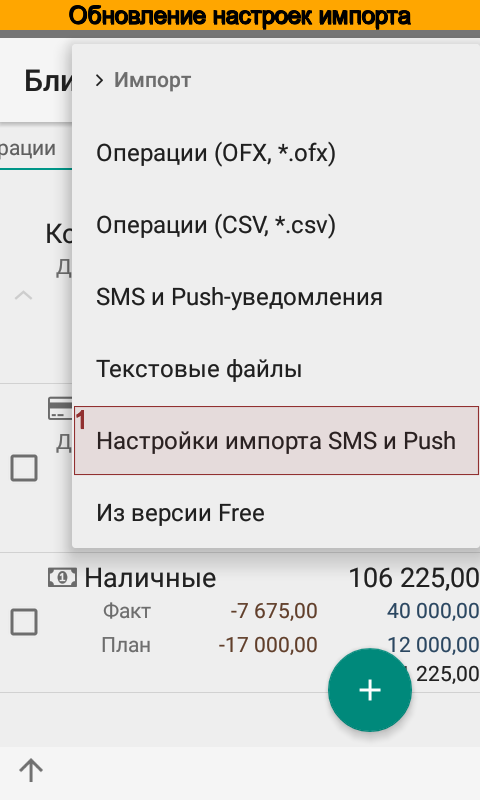 Обновление настроек импорта
Бли
Импорт
Операции (OFX, *.ofx)
рации
Операции (CSV, *.csv)
Ко
Д
SMS и Push-уведомления
Текстовые файлы
1
Настройки импорта SMS и Push
Д
Из версии Free
1 Наличные 106 225,00
Факт -7 675,00 40 000,00
План -17 000,00 12 000,00
225,00